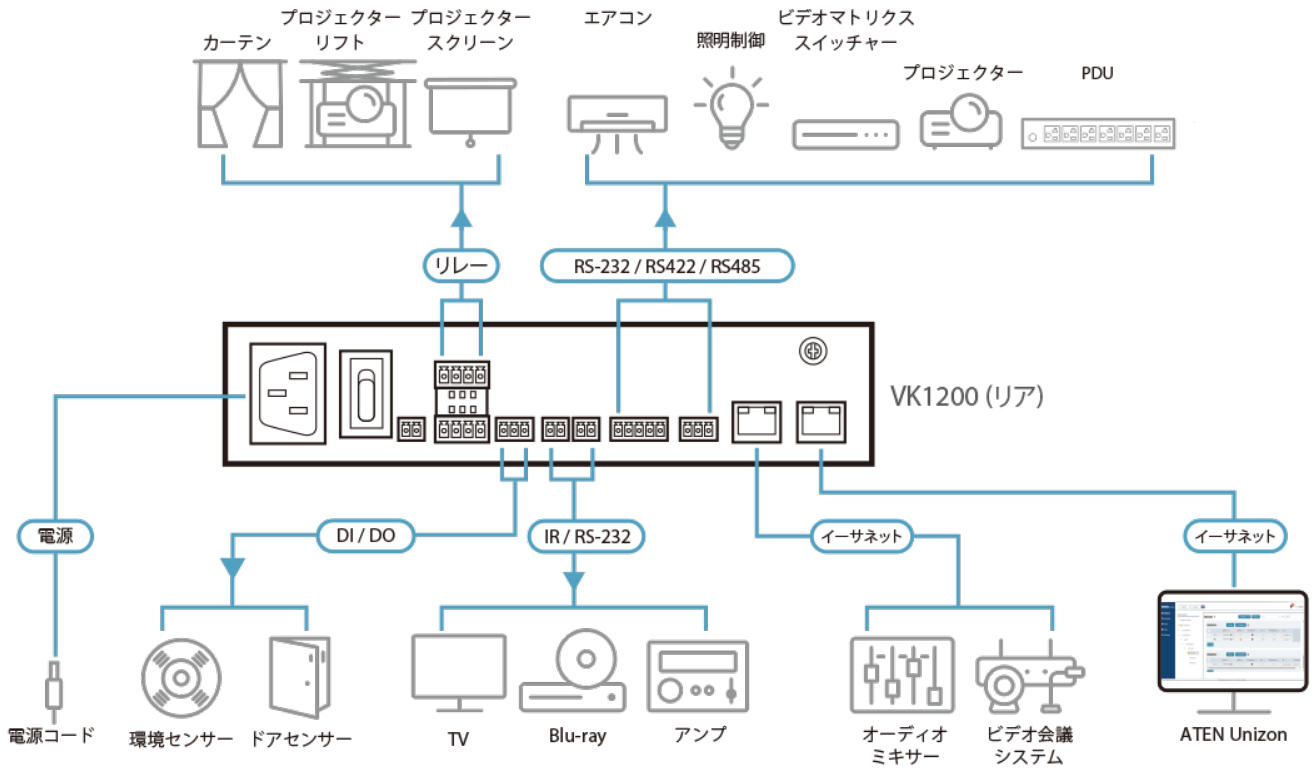 カーテン
プロジェクター
リフト
プロジェクター
スクリーン
エアコン
照明制御
ビデオマトリクス
スイッチャー
プロジェクター
PDU
リレー
RS-232 / RS422 / RS485
VK1200 (リア)
電源
DI / DO
IR / RS-232
イーサネット
イーサネット
電源コード
環境センサー
ドアセンサー
TV
Blu-ray
アンプ
オーディオ
ミキサー
ビデオ会議
システム
ATEN Unizon